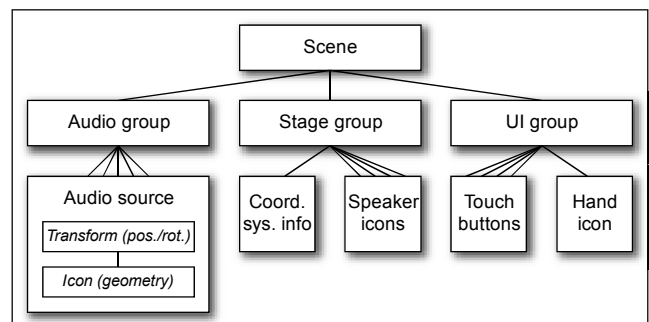 Scene
Audio group
Stage group
UI group
Audio source
Transform (pos./rot.)
Icon (geometry)
Coord.
sys. info
Speaker
icons
Touch
buttons
Hand
icon